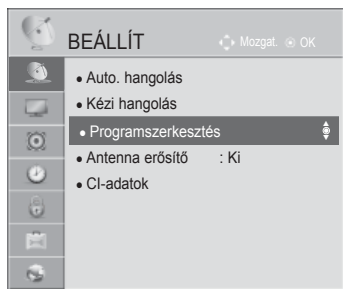 BEÁLLÍT
Mozgat. OK
• Auto. hangolás
• Kézi hangolás
• Programszerkesztés
• Antenna erősítő : Ki
• CI-adatok